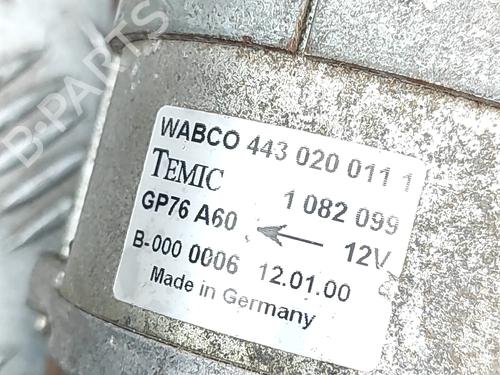 B-PARTS
WABCO 443 020 011 1
TEMIC 1 082 099
GP76 A60 12V
B-000 0006 12.01.00
Made in Germany